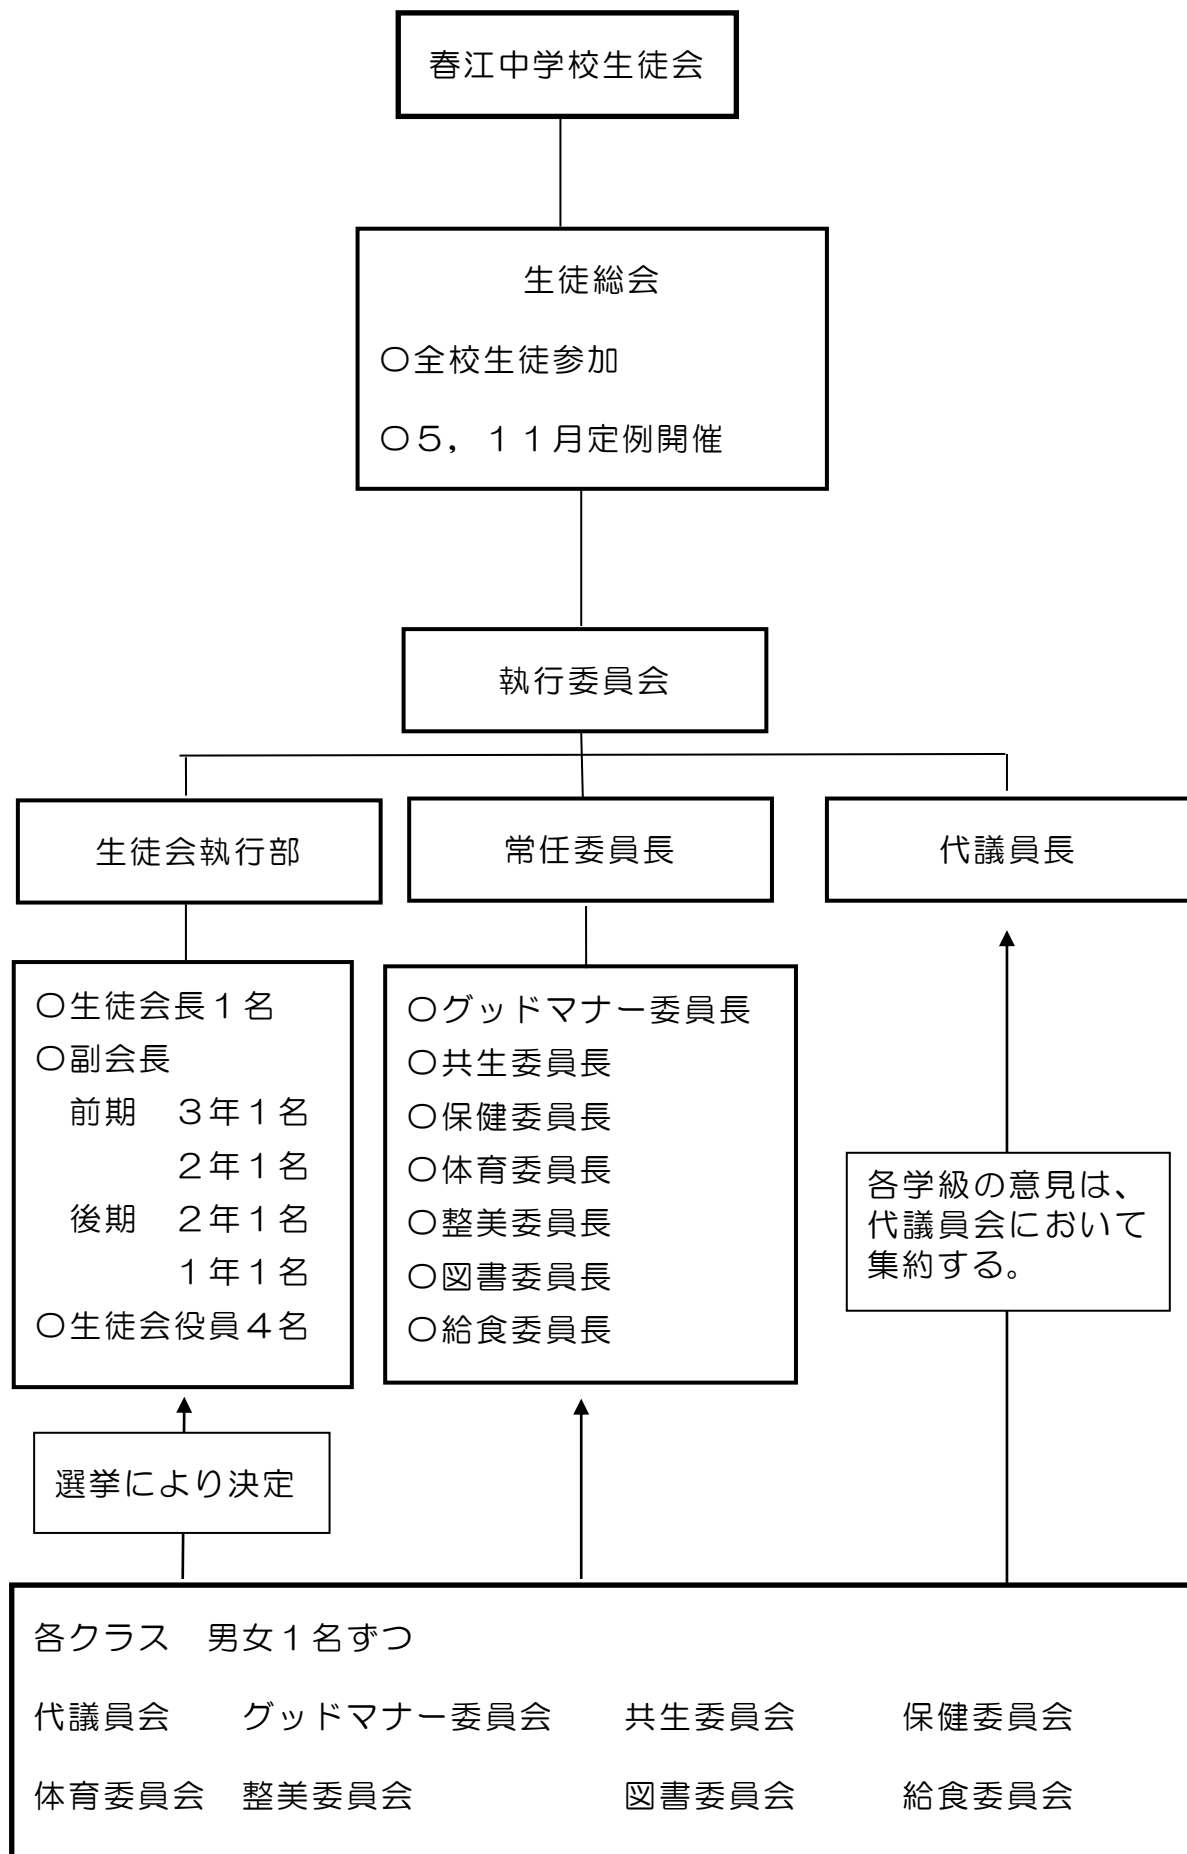 春江中学校生徒会
生徒総会
○全校生徒参加
○5，11月定例開催
執行委員会
生徒会執行部
常任委員長
代議員長
○生徒会長１名
○副会長
前期　３年１名
２年１名
後期　２年１名
１年１名
○生徒会役員４名
○グッドマナー委員長
○共生委員長
○保健委員長
○体育委員長
○整美委員長
○図書委員長
○給食委員長
各学級の意見は、
代議員会において
集約する。
選挙により決定
各クラス　男女１名ずつ
代議員会　グッドマナー委員会　共生委員会　保健委員会
体育委員会　整美委員会　図書委員会　給食委員会